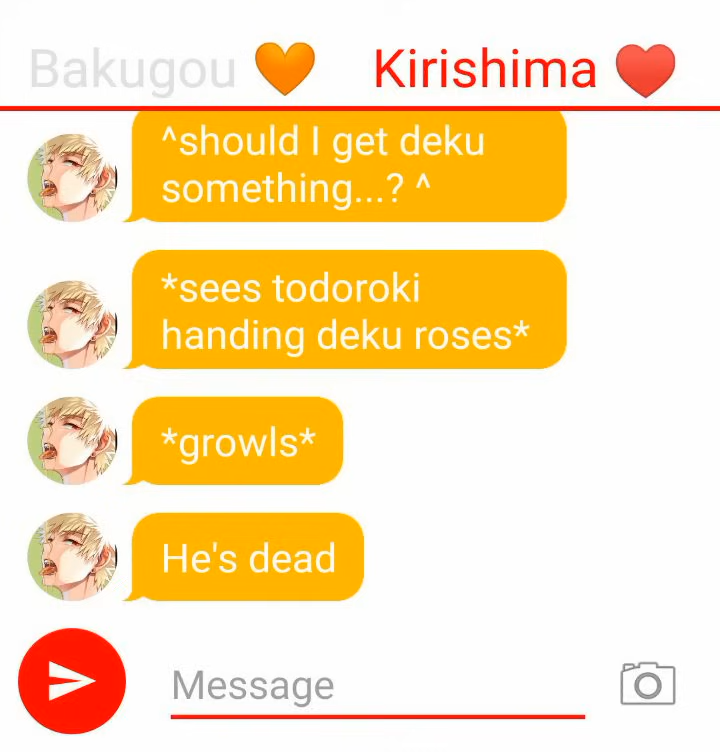 Bakugou 🧡 Kirishima ❤️
^should I get deku
something...? ^
*sees todoroki
handing deku roses*
*growls*
He's dead
Message